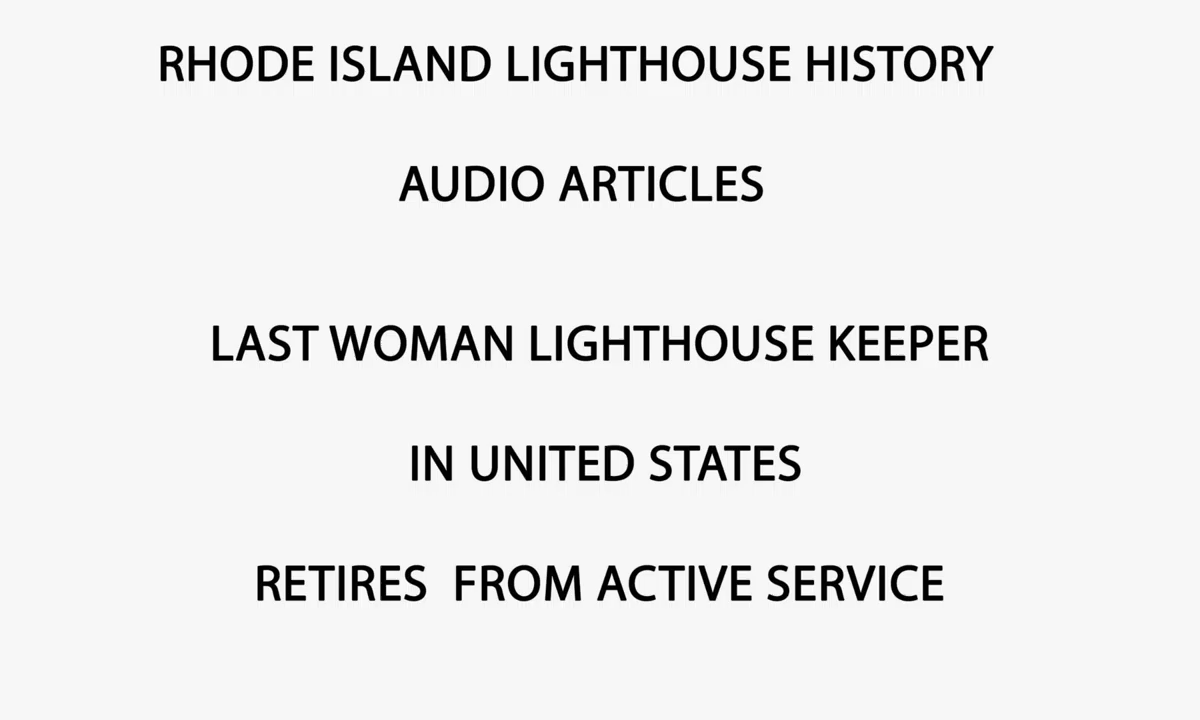 RHODE ISLAND LIGHTHOUSE HISTORY
AUDIO ARTICLES
LAST WOMAN LIGHTHOUSE KEEPER
IN UNITED STATES
RETIRES  FROM ACTIVE SERVICE